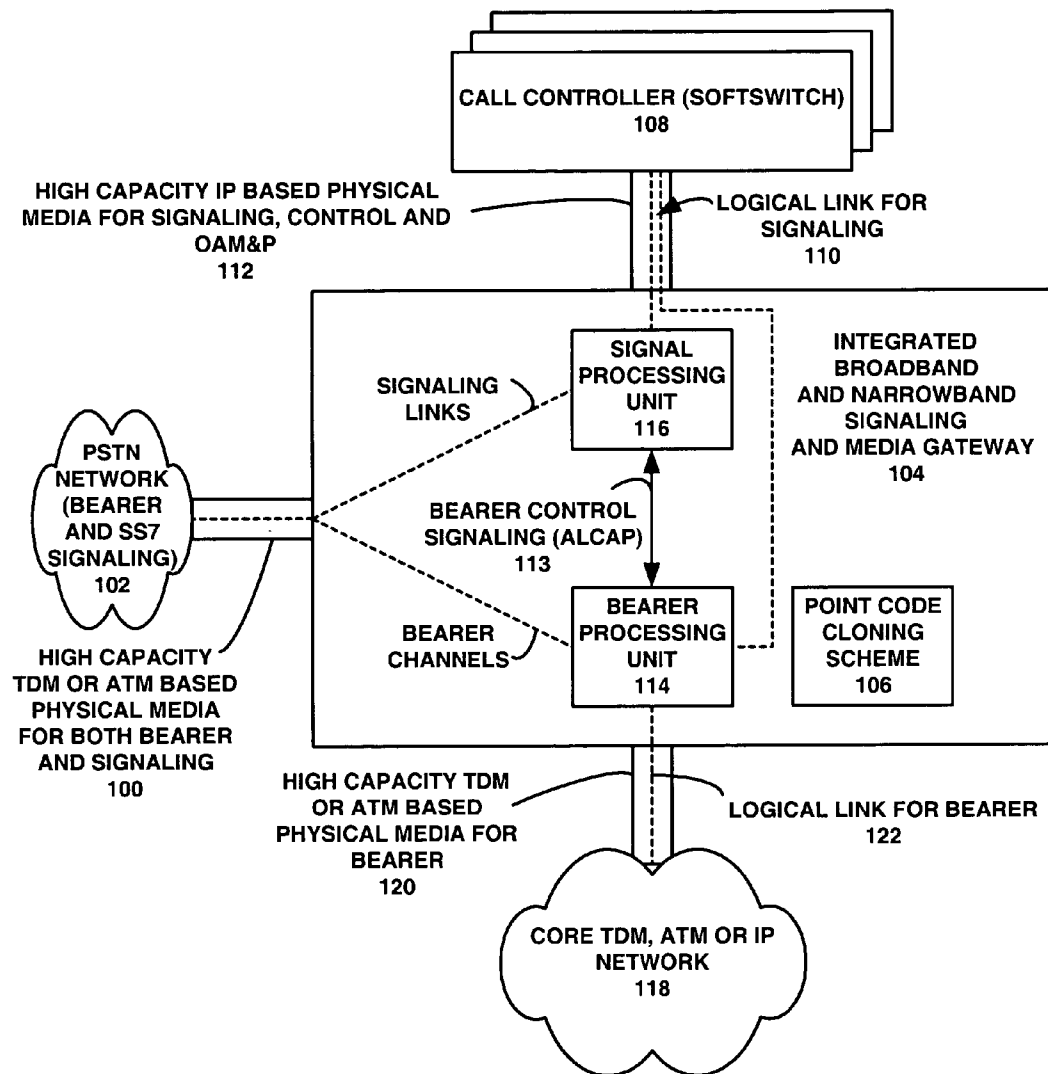 CALL CONTROLLER (SOFTSWITCH)
108
HIGH CAPACITY IP BASED PHYSICAL
MEDIA FOR SIGNALING, CONTROL AND
OAM&P
112
LOGICAL LINK FOR
SIGNALING
110
SIGNAL
PROCESSING
UNIT
116
INTEGRATED
BROADBAND
AND NARROWBAND
SIGNALING
AND MEDIA GATEWAY
104
SIGNALING
LINKS
PSTN
NETWORK
(BEARER
AND SS7
SIGNALING)
102
BEARER CONTROL
SIGNALING (ALCAP)
113
BEARER
CHANNELS
BEARER
PROCESSING
UNIT
114
POINT CODE
CLONING
SCHEME
106
HIGH CAPACITY
TDM OR ATM BASED
PHYSICAL MEDIA
FOR BOTH BEARER
AND SIGNALING
100
HIGH CAPACITY TDM
OR ATM BASED
PHYSICAL MEDIA FOR
BEARER
120
LOGICAL LINK FOR BEARER
122
CORE TDM, ATM OR IP
NETWORK
118